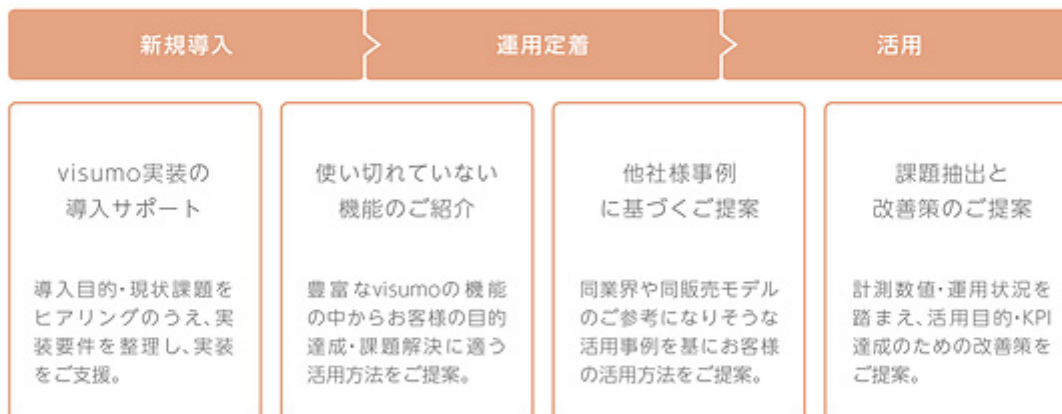 新規導入
運用定着
活用
visumo実装の
導入サポート
導入目的・現状課題を
ヒアリングのうえ、実
装要件を整理し、実装
をご支援。
使い切れていない
機能のご紹介
豊富なvisumoの機能
の中からお客様の目的
達成・課題解決に適う
活用方法をご提案。
他社様事例
に基づくご提案
同業界や同販売モデル
のご参考になりそうな
活用事例を基にお客様
の活用方法をご提案。
課題抽出と
改善策のご提案
計測数値・運用状況を
踏まえ、活用目的・KPI
達成のための改善策を
ご提案。